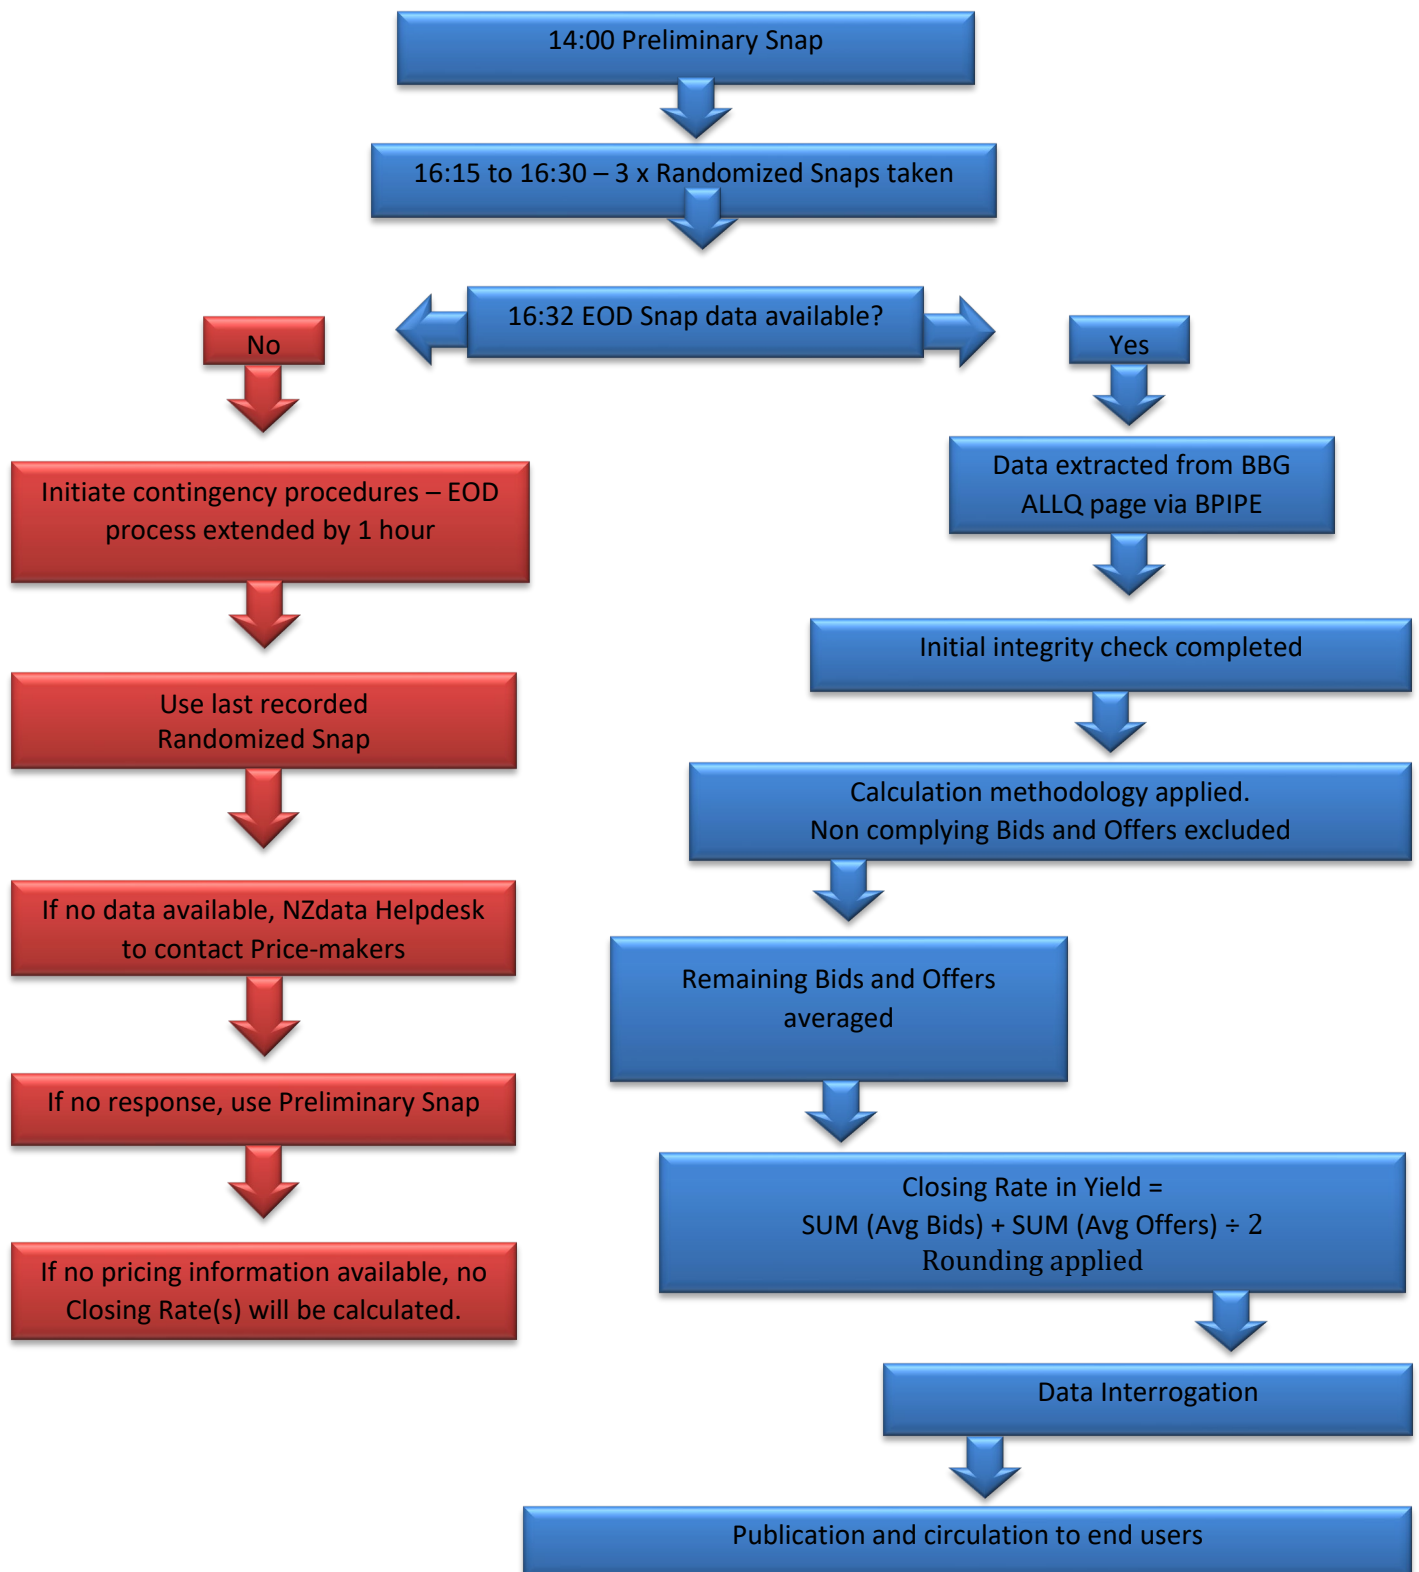 14:00 Preliminary Snap
16:15 to 16:30 – 3 x Randomized Snaps taken
16:32 EOD Snap data available?
No
Initiate contingency procedures – EOD
process extended by 1 hour
Use last recorded
Randomized Snap
If no data available, NZdata Helpdesk
to contact Price-makers
If no response, use Preliminary Snap
If no pricing information available, no
Closing Rate(s) will be calculated.
Yes
Data extracted from BBG
ALLQ page via BPIPE
Initial integrity check completed
Calculation methodology applied.
Non complying Bids and Offers excluded
Remaining Bids and Offers
averaged
Closing Rate in Yield =
SUM (Avg Bids) + SUM (Avg Offers) ÷ 2
Rounding applied
Data Interrogation
Publication and circulation to end users